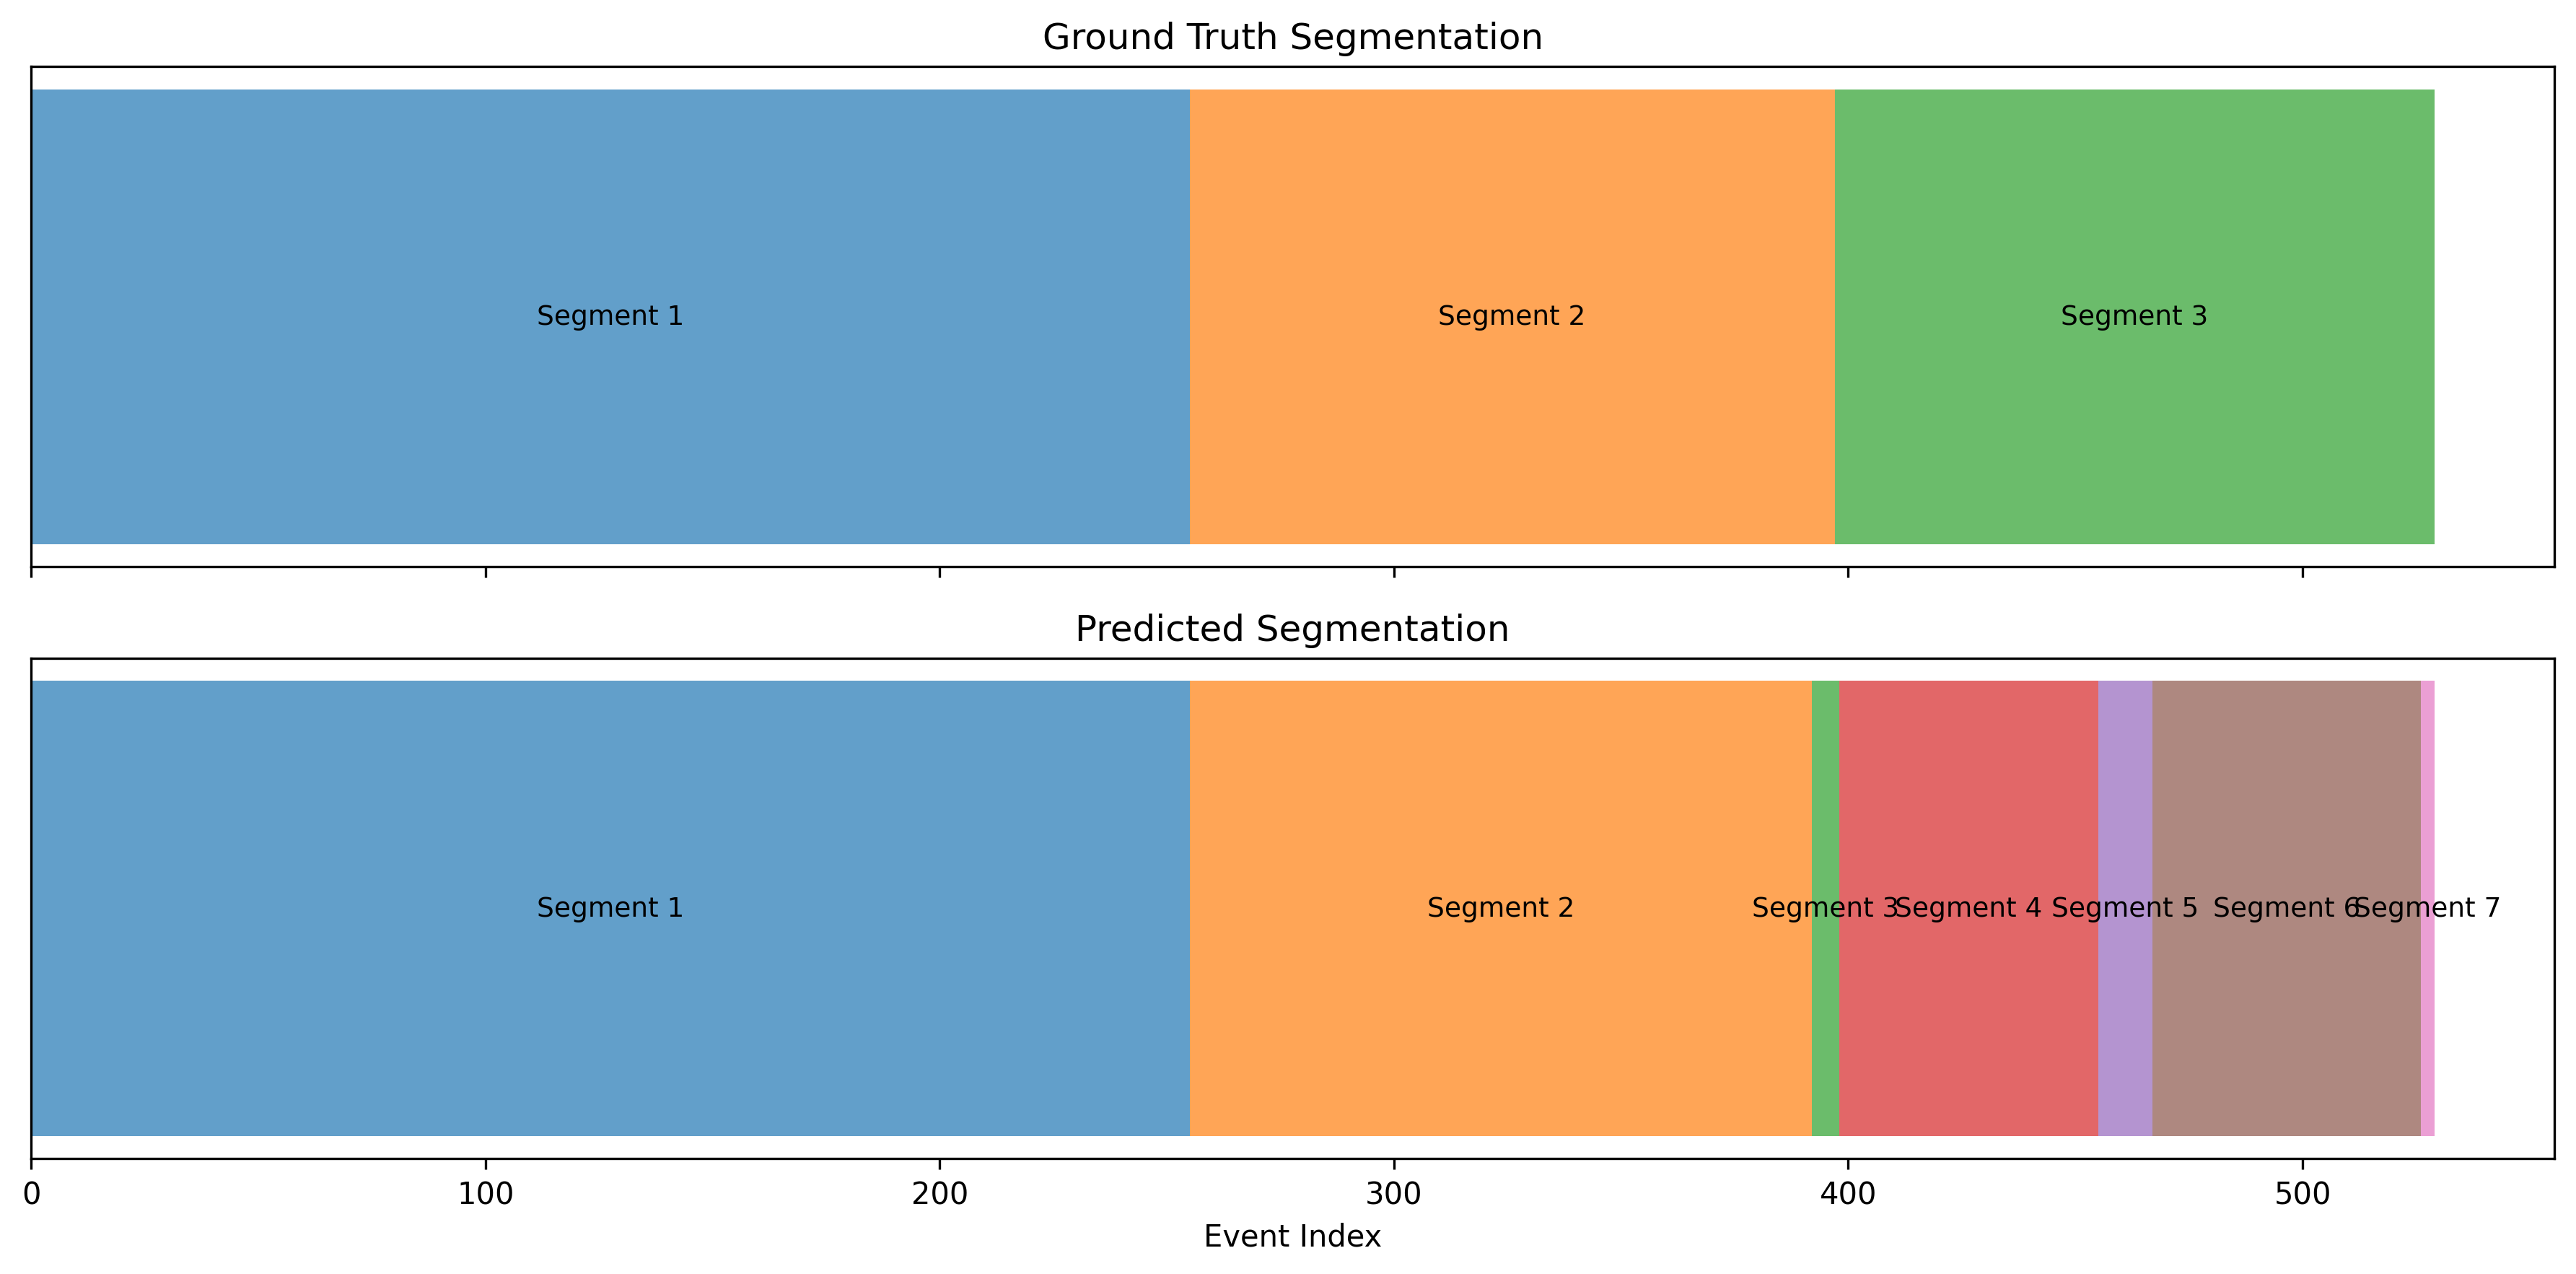 Ground Truth Segmentation
Segment 1 Segment 2 Segment 3
Predicted Segmentation
Segment 1 Segment 2 Segment 3 Segment 4 Segment 5 Segment 6 Segment 7
0 100 200 300 400 500
Event Index